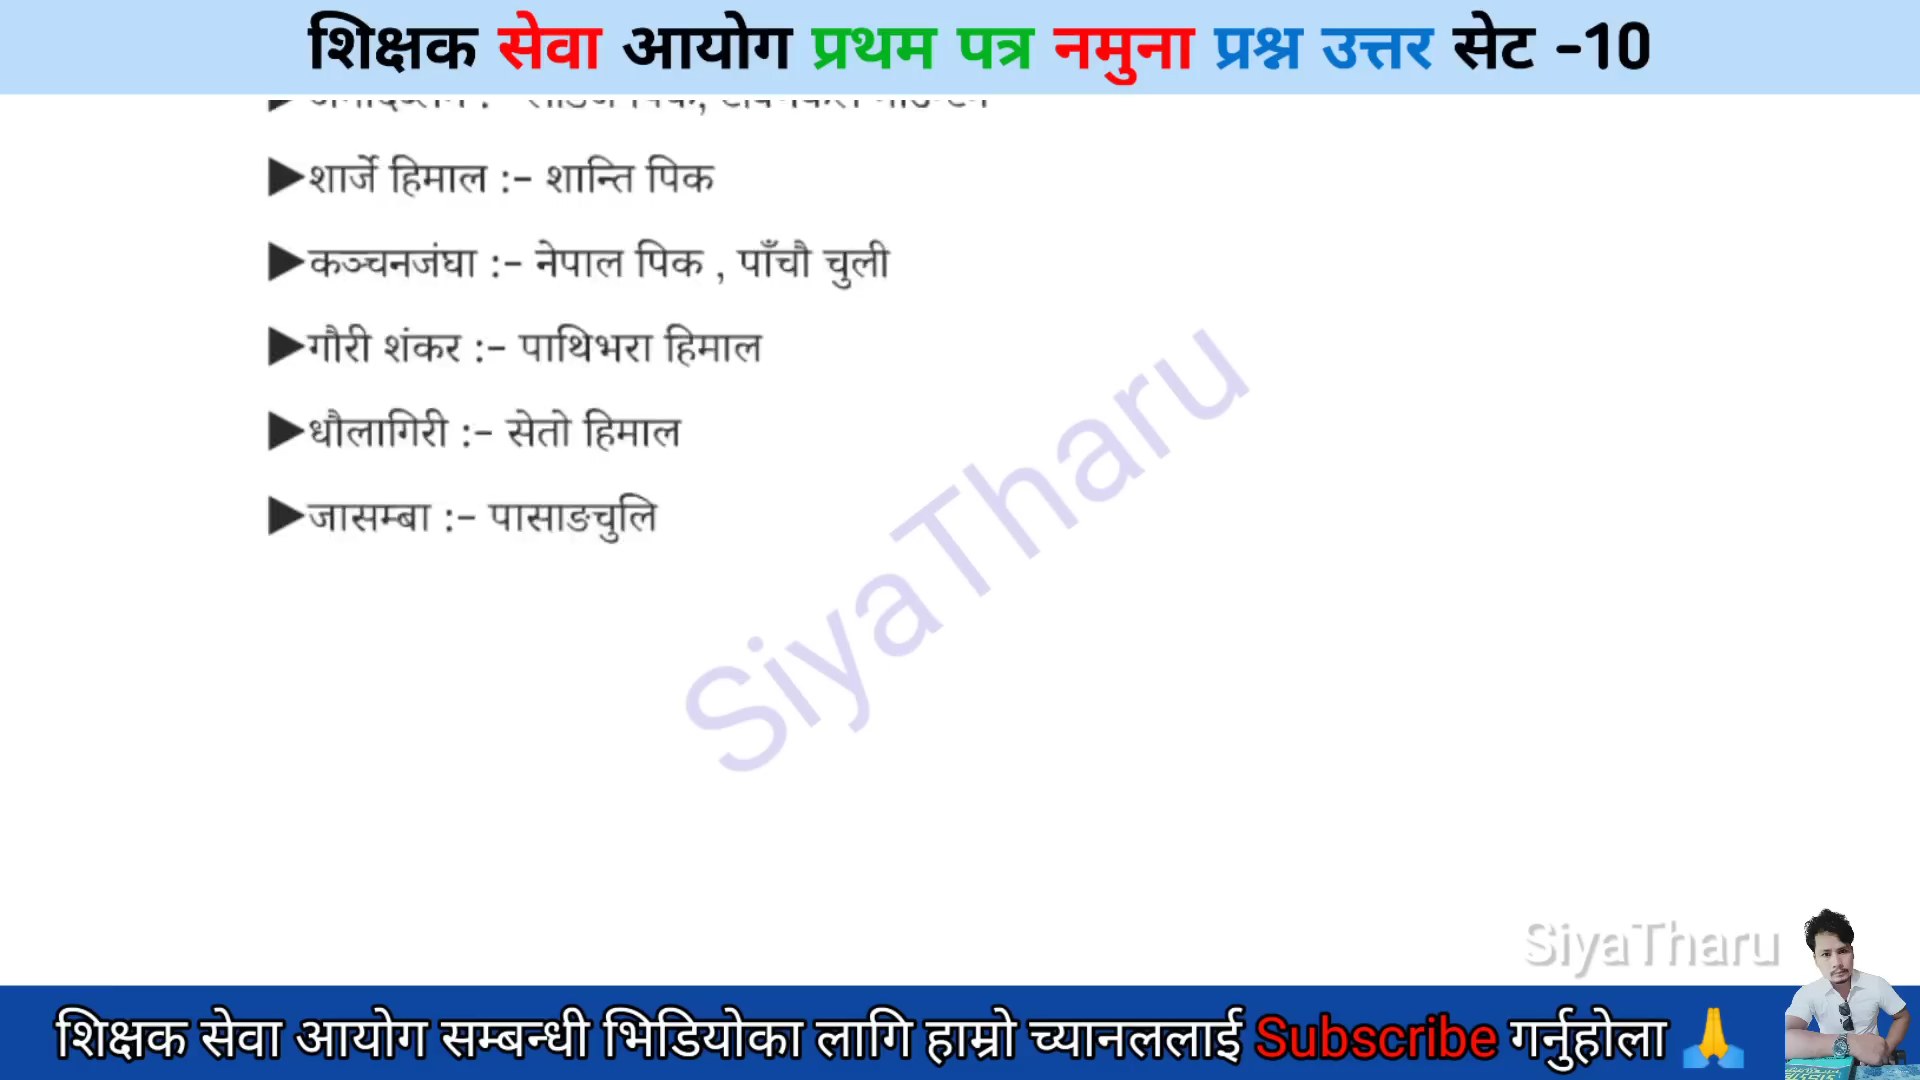 शिक्षक सेवा आयोग प्रथम पत्र नमुना प्रश्न उत्तर सेट -10
▶शार्जे हिमाल :- शान्ति पिक
▶कञ्चनजंघा :- नेपाल पिक , पाँचौ चुली
▶गौरी शंकर :- पाथिभरा हिमाल
▶धौलागिरी :- सेतो हिमाल
▶जासम्बा :- पासाङचुलि
SiyaTharu
SiyaTharu
शिक्षक सेवा आयोग सम्बन्धी भिडियोका लागि हाम्रो च्यानललाई Subscribe गर्नुहोला 🙏